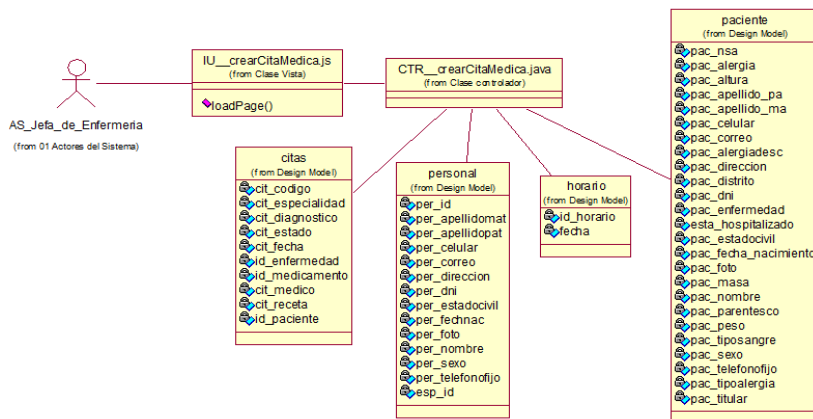 AS_Jefa_de_Enfermeria
(from 01 Actores del Sistema)
IU__crearCitaMedica.js
(from Clase Vista)
loadPage()
CTR__crearCitaMedica.java
(from Clase controlador)
citas
(from Design Model)
cit_codigo
cit_especialidad
cit_diagnostico
cit_estado
cit_fecha
id_enfermedad
id_medicamento
cit_medico
cit_receta
id_paciente
personal
(from Design Model)
per_id
per_apellidomat
per_apellidopat
per_celular
per_correo
per_direccion
per_dni
per_estadocivil
per_fechnac
per_foto
per_nombre
per_sexo
per_telefonofijo
esp_id
horario
(from Design Model)
id_horario
fecha
paciente
(from Design Model)
pac_nsa
pac_alergia
pac_altura
pac_apellido_pa
pac_apellido_ma
pac_celular
pac_correo
pac_alergiadesc
pac_direccion
pac_distrito
pac_dni
pac_enfermedad
esta_hospitalizado
pac_estadocivil
pac_fecha_nacimiento
pac_foto
pac_masa
pac_nombre
pac_parentesco
pac_peso
pac_tiposangre
pac_sexo
pac_telefonofijo
pac_tipoalergia
pac_titular